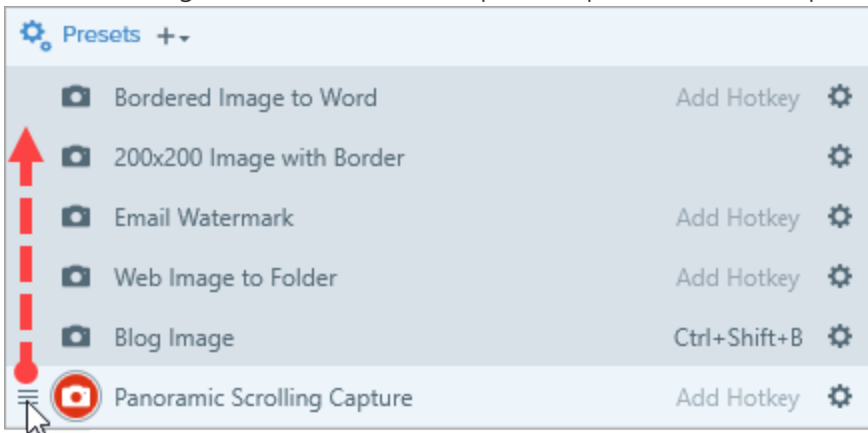 Presets
Bordered Image to Word Add Hotkey
200x200 Image with Border
Email Watermark Add Hotkey
Web Image to Folder Add Hotkey
Blog Image Ctrl+Shift+B
Panoramic Scrolling Capture Add Hotkey